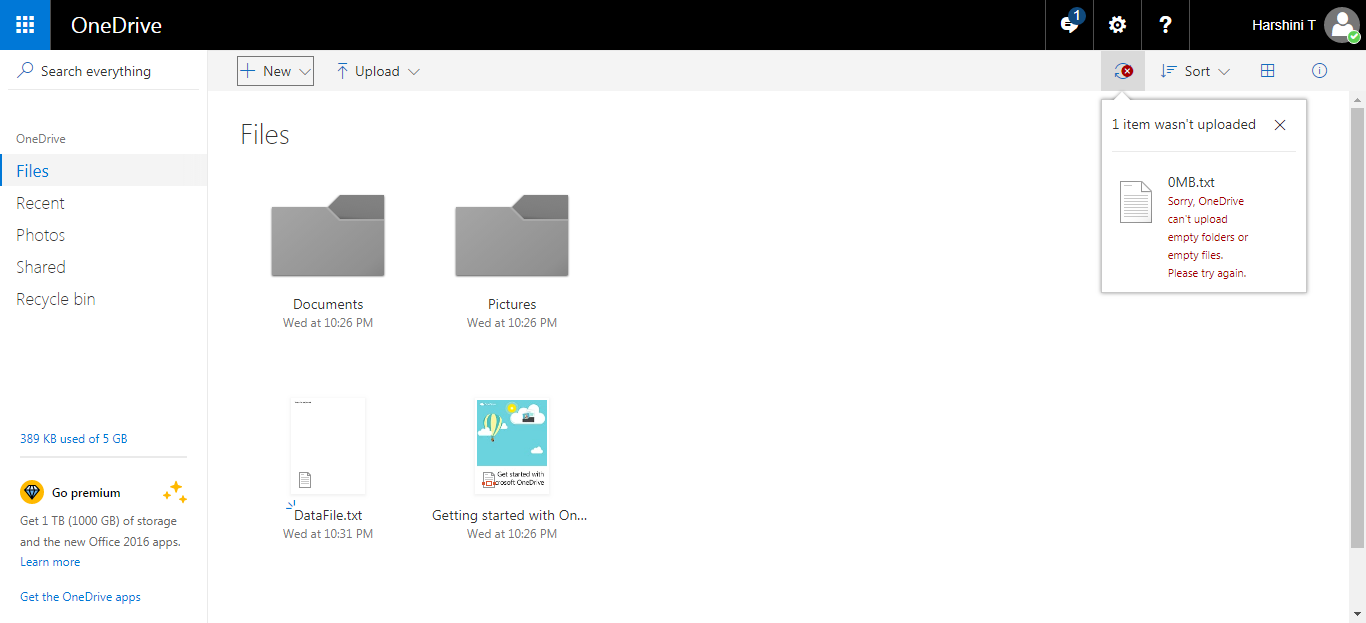 OneDrive
1
?
Harshini T
Search everything
New
Upload
Sort
OneDrive
Files
Recent
Photos
Shared
Recycle bin
389 KB used of 5 GB
Go premium
Get 1 TB (1000 GB) of storage
and the new Office 2016 apps.
Learn more
Get the OneDrive apps
Files
Documents
Wed at 10:26 PM
Pictures
Wed at 10:26 PM
DataFile.txt
Wed at 10:31 PM
Get started with
crosoft OneDrive
Getting started with On...
Wed at 10:26 PM
1 item wasn't uploaded
0MB.txt
Sorry, OneDrive
can't upload
empty folders or
empty files.
Please try again.